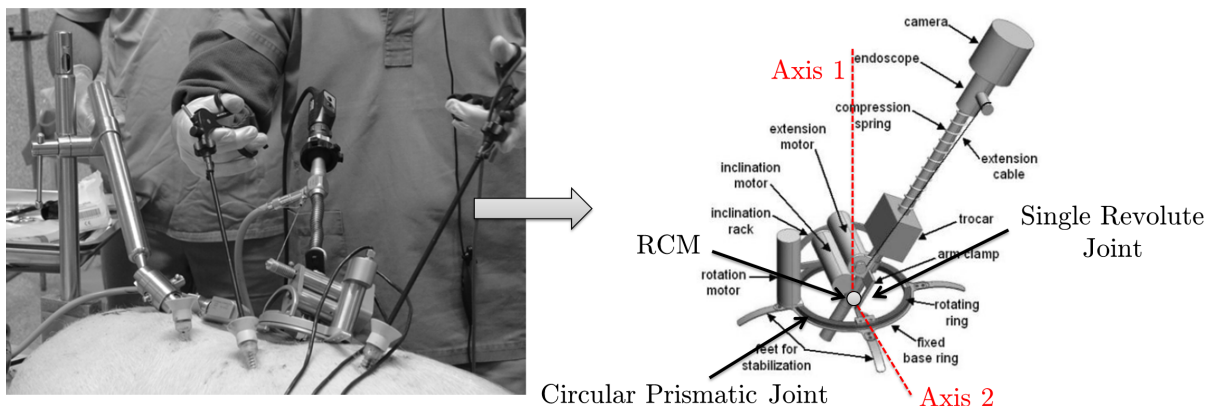 camera
Axis 1
endoscope
compression
spring
extension
motor
extension
cable
inclination
motor
inclination
rack
trocar
Single Revolute
Joint
RCM
arm clamp
rotation
motor
rotating
ring
fixed
base ring
feet for
stabilization
Circular Prismatic Joint
Axis 2